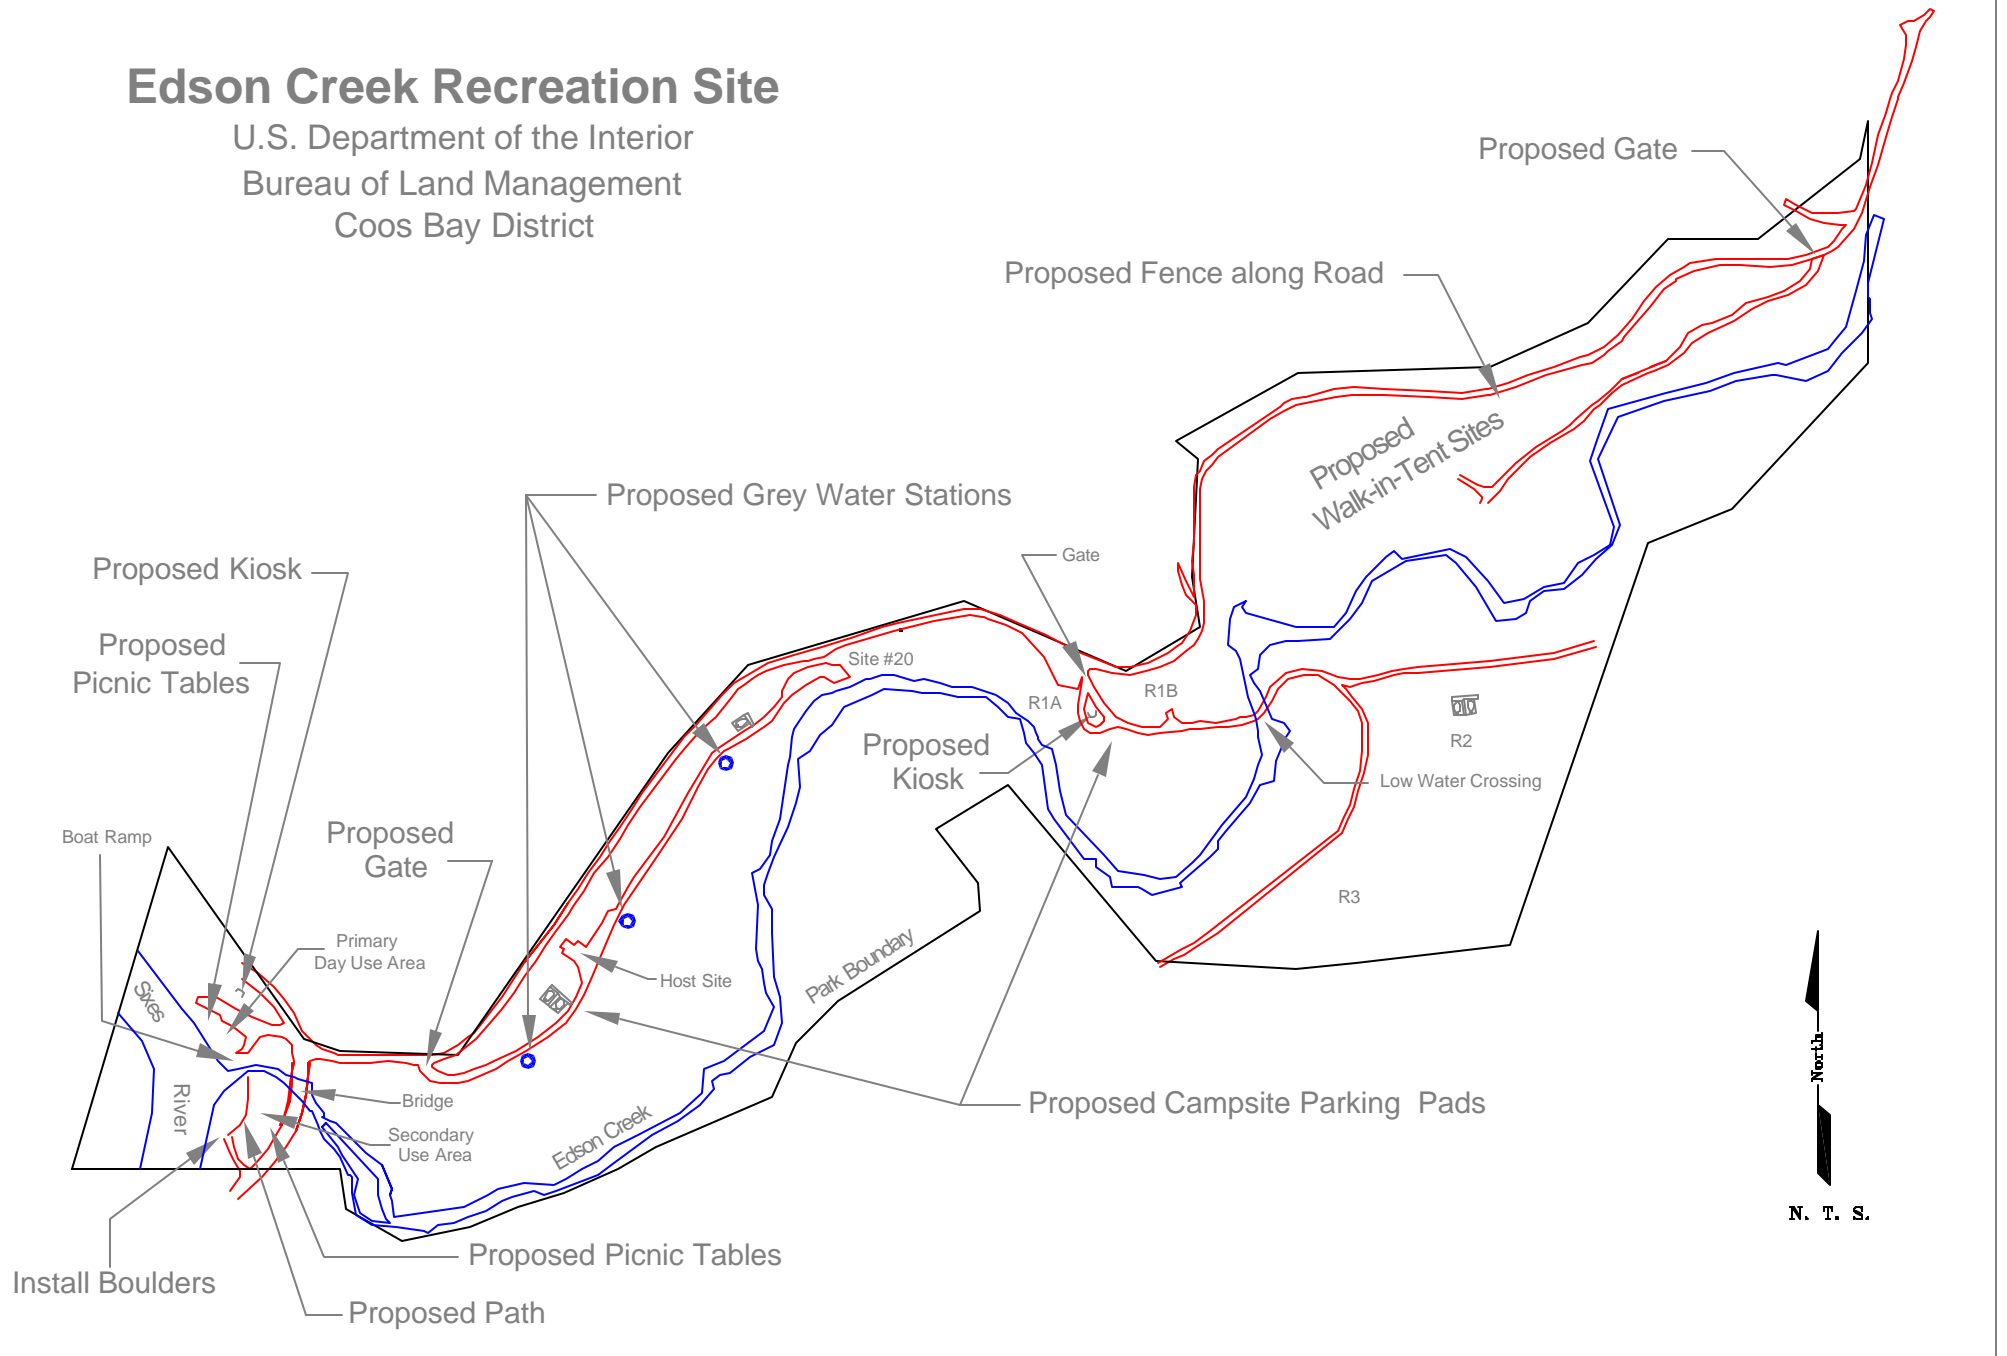 Edson Creek Recreation Site
U.S. Department of the Interior
Bureau of Land Management
Coos Bay District
Proposed Gate
Proposed Fence along Road
Proposed
Walk-in-Tent Sites
Proposed Grey Water Stations
Gate
Proposed Kiosk
Proposed
Picnic Tables
Site #20
R1A
R1B
Proposed
Kiosk
R2
Low Water Crossing
Boat Ramp
Proposed
Gate
R3
Primary
Day Use Area
Host Site
Park Boundary
Sixes
River
Bridge
Proposed Campsite Parking Pads
Secondary
Use Area
Edson Creek
North
N. T. S.
Proposed Picnic Tables
Install Boulders
Proposed Path